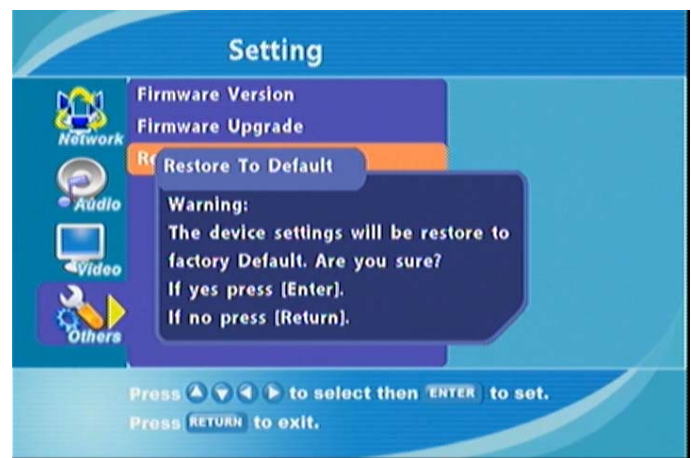 Setting
Network
Audio
Video
Others
Firmware Version
Firmware Upgrade
Re
Restore To Default
Warning:
The device settings will be restore to
factory Default. Are you sure?
If yes press [Enter].
If no press [Return].
Press to select then ENTER to set.
Press RETURN to exit.